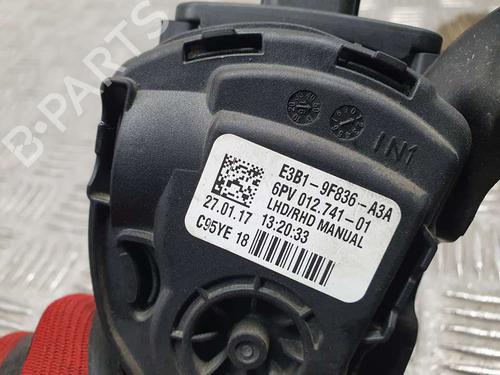 B-PARTS
IN1
E3B1-9F836-A3A
6PV 012.741-01
LHD/RHD MANUAL
27.01.17 13:20:33
C95YE 18